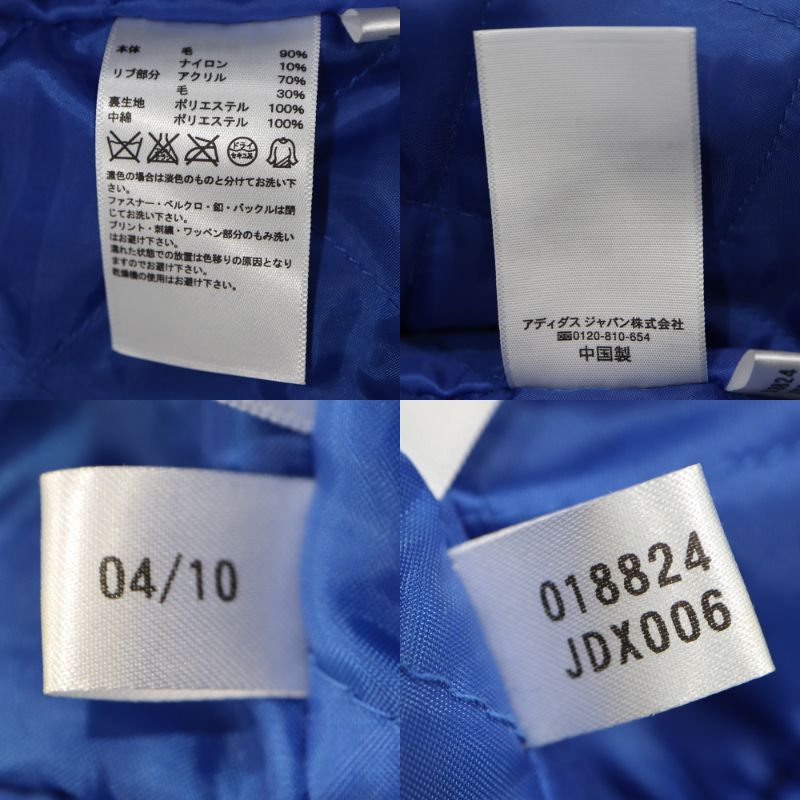 本体 毛 90%
ナイロン 10%
リブ部分 アクリル 70%
毛 30%
裏生地 ポリエステル 100%
中綿 ポリエステル 100%
ドライ
セキユ系
濃色の場合は淡色のものと分けてお洗い下
さい。
ファスナー・ベルクロ・釦・バックルは閉
じてお洗い下さい。
プリント・刺繍・ワッペン部分のもみ洗い
はお避け下さい。
濡れた状態での放置は色移りの原因となり
ますのでお避け下さい。
乾燥機の使用はお避け下さい。
アディダス ジャパン株式会社
0120-810-654
中国製
18824
04/10
018824
JDX006